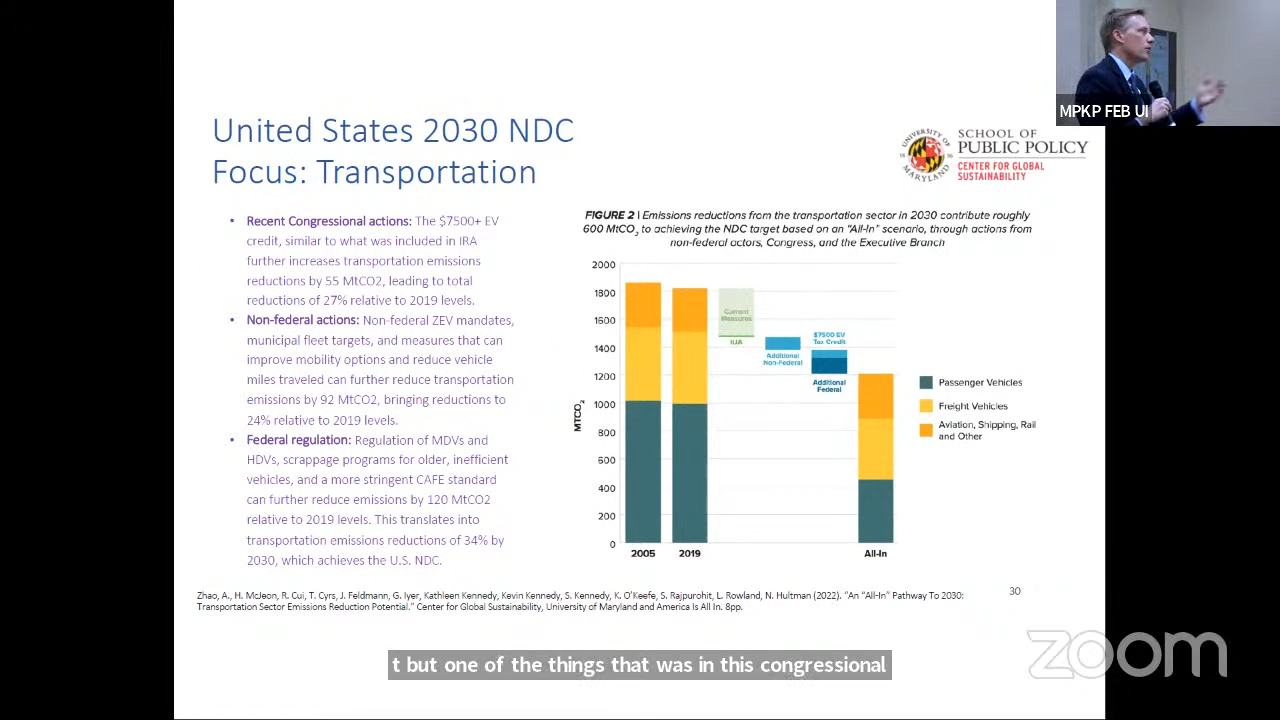 MPKP FEB UI
United States 2030 NDC
Focus: Transportation
UNIVERSITY OF
MARYLAND
18 56
SCHOOL OF
PUBLIC POLICY
CENTER FOR GLOBAL
SUSTAINABILITY
• Recent Congressional actions: The $7500+ EV
credit, similar to what was included in IRA
further increases transportation emissions
reductions by 55 MtCO2, leading to total
reductions of 27% relative to 2019 levels.
• Non-federal actions: Non-federal ZEV mandates,
municipal fleet targets, and measures that can
improve mobility options and reduce vehicle
miles traveled can further reduce transportation
emissions by 92 MtCO2, bringing reductions to
24% relative to 2019 levels.
• Federal regulation: Regulation of MDVs and
HDVs, scrappage programs for older, inefficient
vehicles, and a more stringent CAFE standard
can further reduce emissions by 120 MtCO2
relative to 2019 levels. This translates into
transportation emissions reductions of 34% by
2030, which achieves the U.S. NDC.
FIGURE 2 | Emissions reductions from the transportation sector in 2030 contribute roughly
600 MtCO₂ to achieving the NDC target based on an “All-In” scenario, through actions from
non-federal actors, Congress, and the Executive Branch
2000
1800
1600
1400
1200
1000
800
600
400
200
0
MTCO₂
2005
2019
All-In
Current
Measures
IIJA
Additional
Non-Federal
$7500 EV
Tax Credit
Additional
Federal
Passenger Vehicles
Freight Vehicles
Aviation, Shipping, Rail
and Other
Zhao, A., H. McJeon, R. Cui, T. Cyrs, J. Feldmann, G. Iyer, Kathleen Kennedy, Kevin Kennedy, S. Kennedy, K. O’Keefe, S. Rajpurohit, L. Rowland, N. Hultman (2022). “An “All-In” Pathway To 2030:
Transportation Sector Emissions Reduction Potential.” Center for Global Sustainability, University of Maryland and America Is All In. 8pp.
30
t but one of the things that was in this congressional
zoom